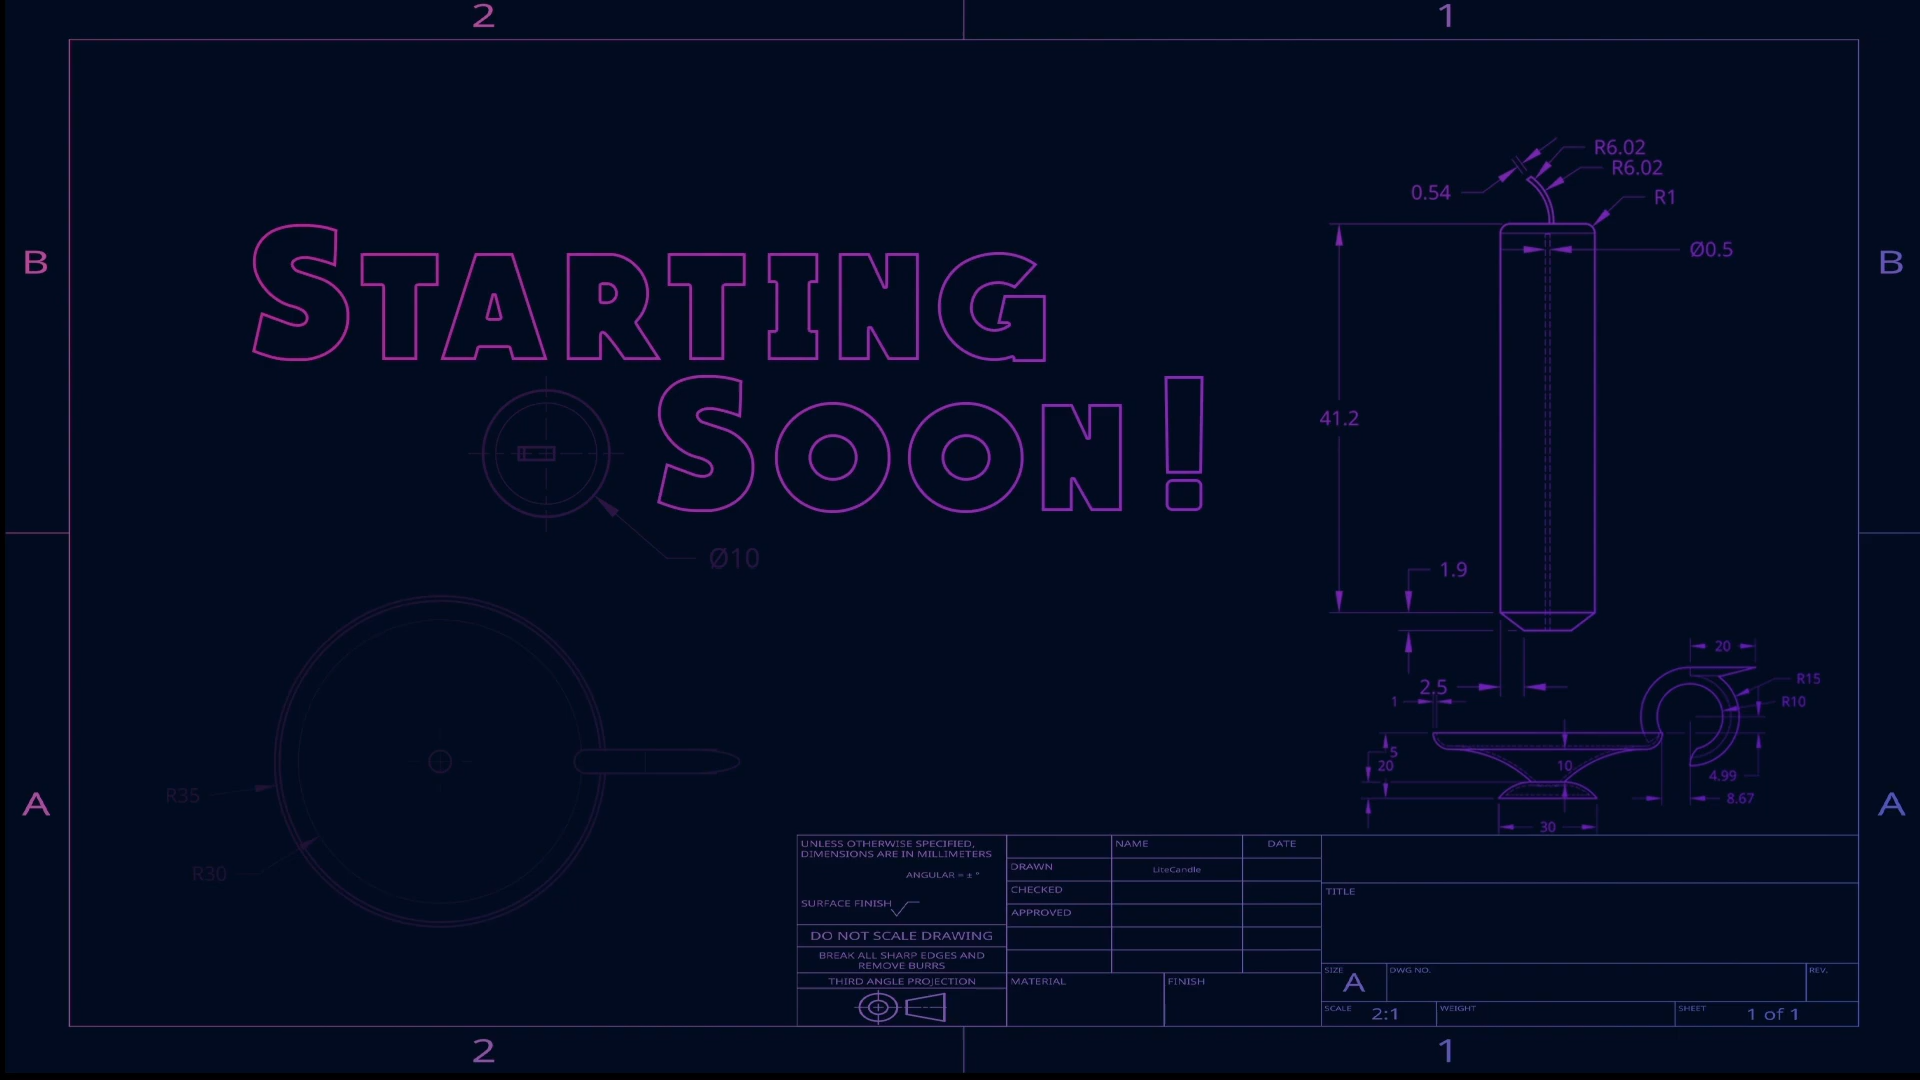 2 1
R6.02
R6.02
0.54
R1
B B
Ø0.5
STARTING
SOON!
41.2
Ø10
1.9
20
2.5
R15
1
R10
5
20
10
4.99
R35
8.67
A A
30
R30
UNLESS OTHERWISE SPECIFIED,
DIMENSIONS ARE IN MILLIMETERS
ANGULAR = ± °
SURFACE FINISH
DO NOT SCALE DRAWING
BREAK ALL SHARP EDGES AND
REMOVE BURRS
THIRD ANGLE PROJECTION
NAME DATE
DRAWN LiteCandle
CHECKED
APPROVED
MATERIAL FINISH
TITLE
SIZE A DWG NO. REV.
SCALE 2:1 WEIGHT SHEET 1 of 1
2 1